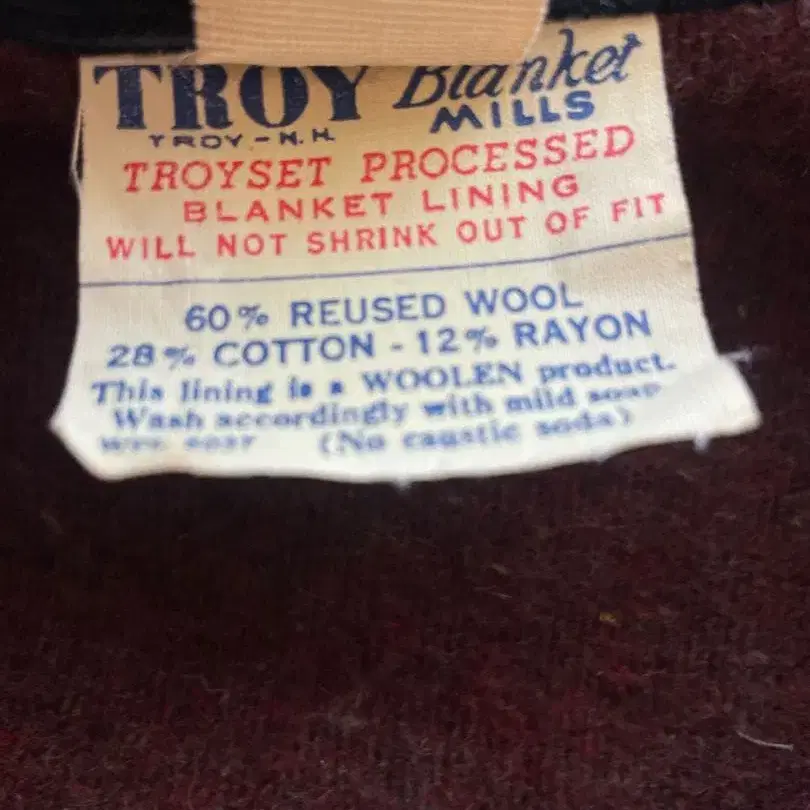 TROY Blanket
MILLS
TROY - N.H.
TROYSET PROCESSED
BLANKET LINING
WILL NOT SHRINK OUT OF FIT
60% REUSED WOOL
28% COTTON - 12% RAYON
This lining is a WOOLEN product.
Wash accordingly with mild soap
(No caustic soda)